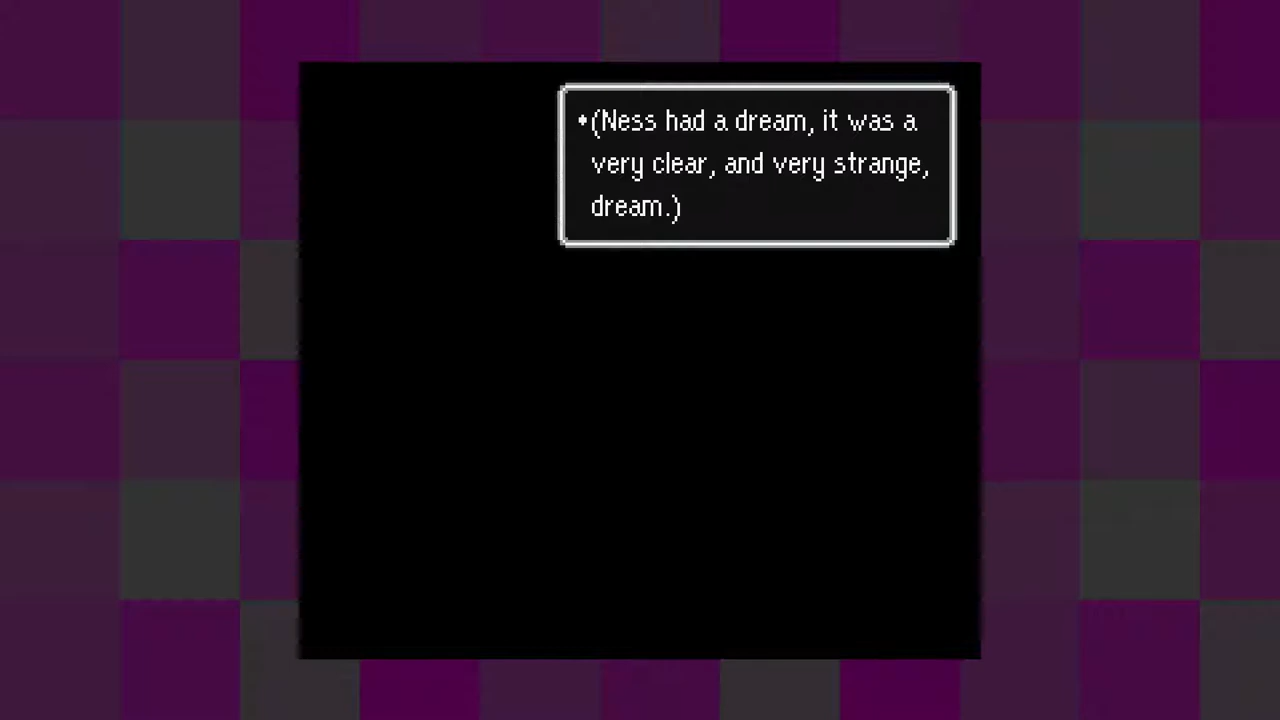 •(Ness had a dream, it was a
very clear, and very strange,
dream.)